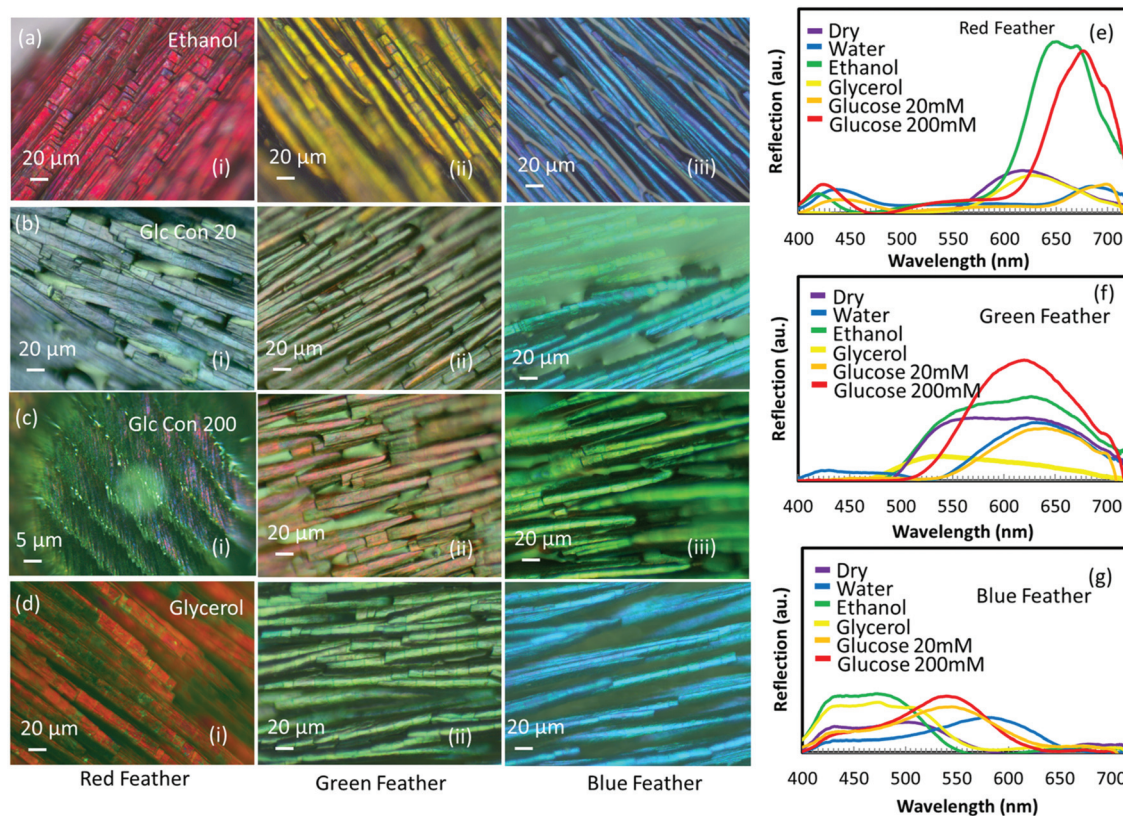 (a)
Ethanol
20 µm
(i)
20 µm
(ii)
20 µm
(iii)
(b)
Glc Con 20
20 µm
(i)
20 µm
(ii)
20 µm
(c)
Glc Con 200
5 µm
(i)
20 µm
(ii)
20 µm
(iii)
(d)
Glycerol
20 µm
(i)
20 µm
(ii)
20 µm
Red Feather
Green Feather
Blue Feather
(e)
Red Feather
Dry
Water
Ethanol
Glycerol
Glucose 20mM
Glucose 200mM
Reflection (au.)
400 450 500 550 600 650 700
Wavelength (nm)
(f)
Green Feather
Dry
Water
Ethanol
Glycerol
Glucose 20mM
Glucose 200mM
Reflection (au.)
400 450 500 550 600 650 700
Wavelength (nm)
(g)
Blue Feather
Dry
Water
Ethanol
Glycerol
Glucose 20mM
Glucose 200mM
Reflection (au.)
400 450 500 550 600 650 700
Wavelength (nm)